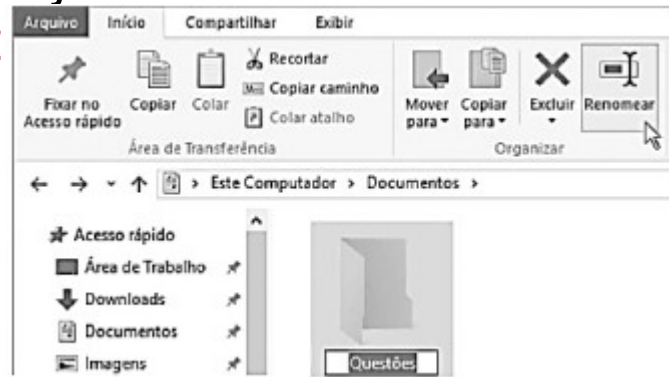 Arquivo Início Compartilhar Exibir
Recortar
Copiar caminho
Colar atalho
Fixar no
Acesso rápido
Copiar Colar
Mover
para
Copiar
para
Excluir Renomear
Área de Transferência Organizar
Este Computador > Documentos >
Acesso rápido
Área de Trabalho
Downloads
Documentos
Imagens
Questões